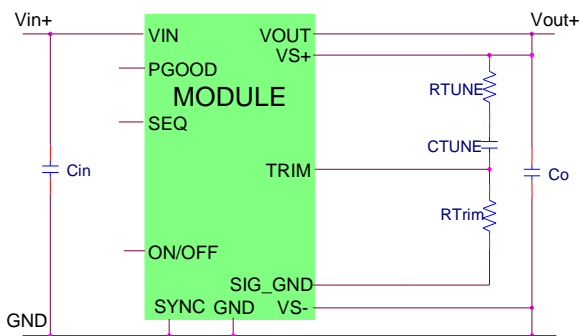 Vin+
Vout+
VIN
VOUT
VS+
PGOOD
RTUNE
MODULE
SEQ
CTUNE
TRIM
Cin
Co
RTrim
ON/OFF
SIG_GND
SYNC
GND
VS-
GND